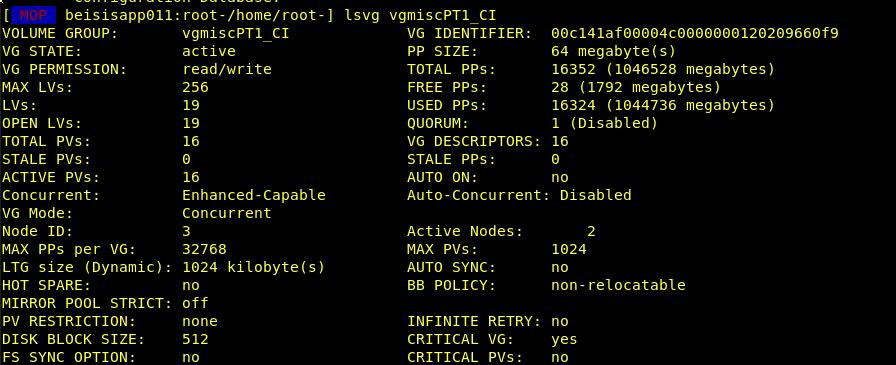 Configuration Database.
[ MOP  beisisapp011:root-/home/root-] lsvg vgmiscPT1_CI
VOLUME GROUP:       vgmiscPT1_CI             VG IDENTIFIER:  00c141af00004c0000000120209660f9
VG STATE:           active                   PP SIZE:        64 megabyte(s)
VG PERMISSION:      read/write               TOTAL PPs:      16352 (1046528 megabytes)
MAX LVs:            256                      FREE PPs:       28 (1792 megabytes)
LVs:                19                       USED PPs:       16324 (1044736 megabytes)
OPEN LVs:           19                       QUORUM:         1 (Disabled)
TOTAL PVs:          16                       VG DESCRIPTORS: 16
STALE PVs:          0                        STALE PPs:      0
ACTIVE PVs:         16                       AUTO ON:        no
Concurrent:         Enhanced-Capable         Auto-Concurrent: Disabled
VG Mode:            Concurrent
Node ID:            3                        Active Nodes:       2
MAX PPs per VG:     32768                    MAX PVs:        1024
LTG size (Dynamic): 1024 kilobyte(s)         AUTO SYNC:      no
HOT SPARE:          no                       BB POLICY:      non-relocatable
MIRROR POOL STRICT: off
PV RESTRICTION:     none                     INFINITE RETRY: no
DISK BLOCK SIZE:    512                      CRITICAL VG:    yes
FS SYNC OPTION:     no                       CRITICAL PVs:   no